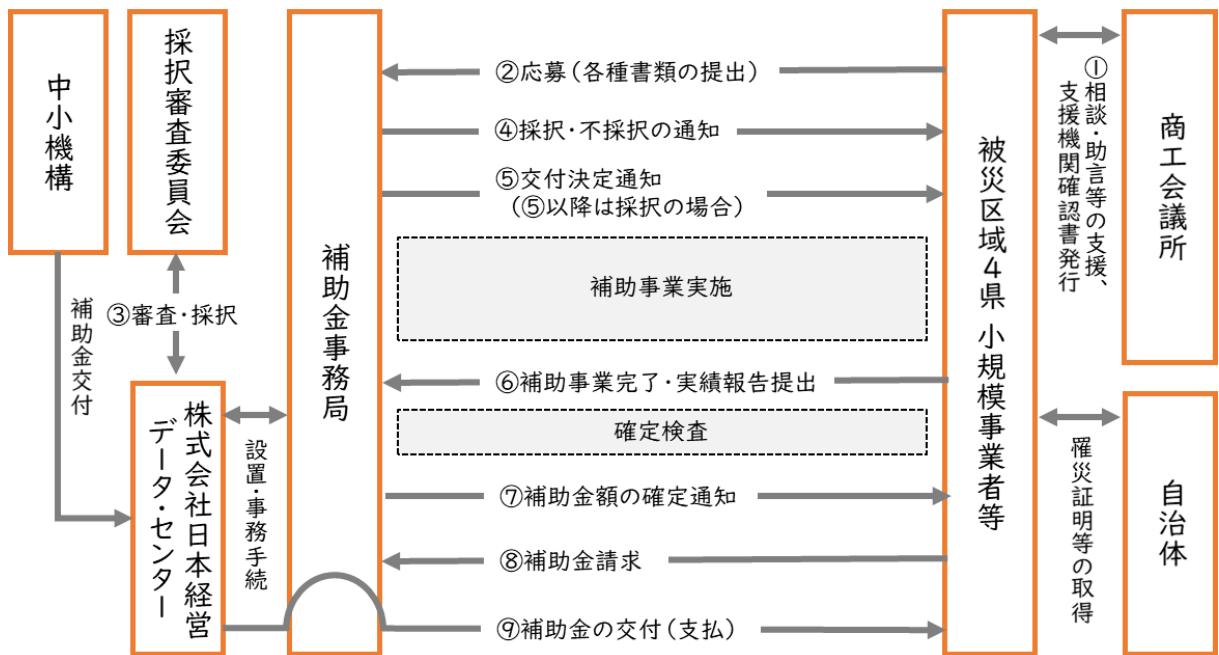 中小機構
採択審査委員会
補助金事務局
被災区域４県 小規模事業者等
商工会議所
自治体
株式会社日本経営
データ・センター
補助金交付
③審査・採択
設置・事務手続
①相談・助言等の支援、
支援機関確認書発行
罹災証明等の取得
②応募（各種書類の提出）
④採択・不採択の通知
⑤交付決定通知
（⑤以降は採択の場合）
補助事業実施
⑥補助事業完了・実績報告提出
確定検査
⑦補助金額の確定通知
⑧補助金請求
⑨補助金の交付（支払）